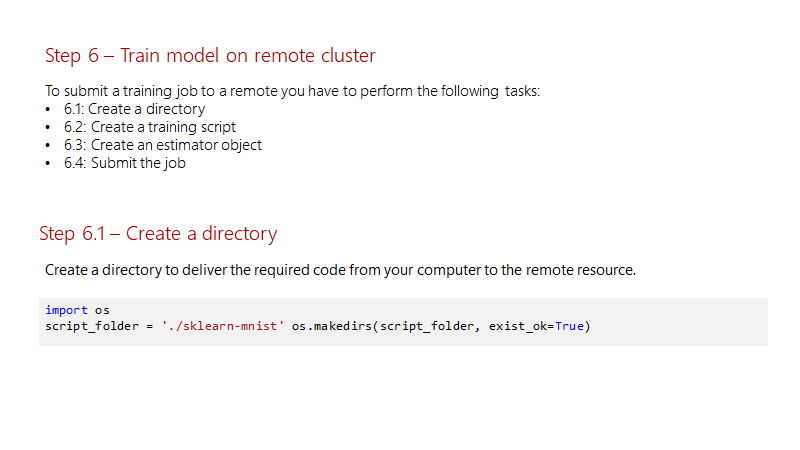 Step 6 – Train model on remote cluster
To submit a training job to a remote you have to perform the following tasks:
• 6.1: Create a directory
• 6.2: Create a training script
• 6.3: Create an estimator object
• 6.4: Submit the job
Step 6.1 – Create a directory
Create a directory to deliver the required code from your computer to the remote resource.
import os
script_folder = './sklearn-mnist' os.makedirs(script_folder, exist_ok=True)